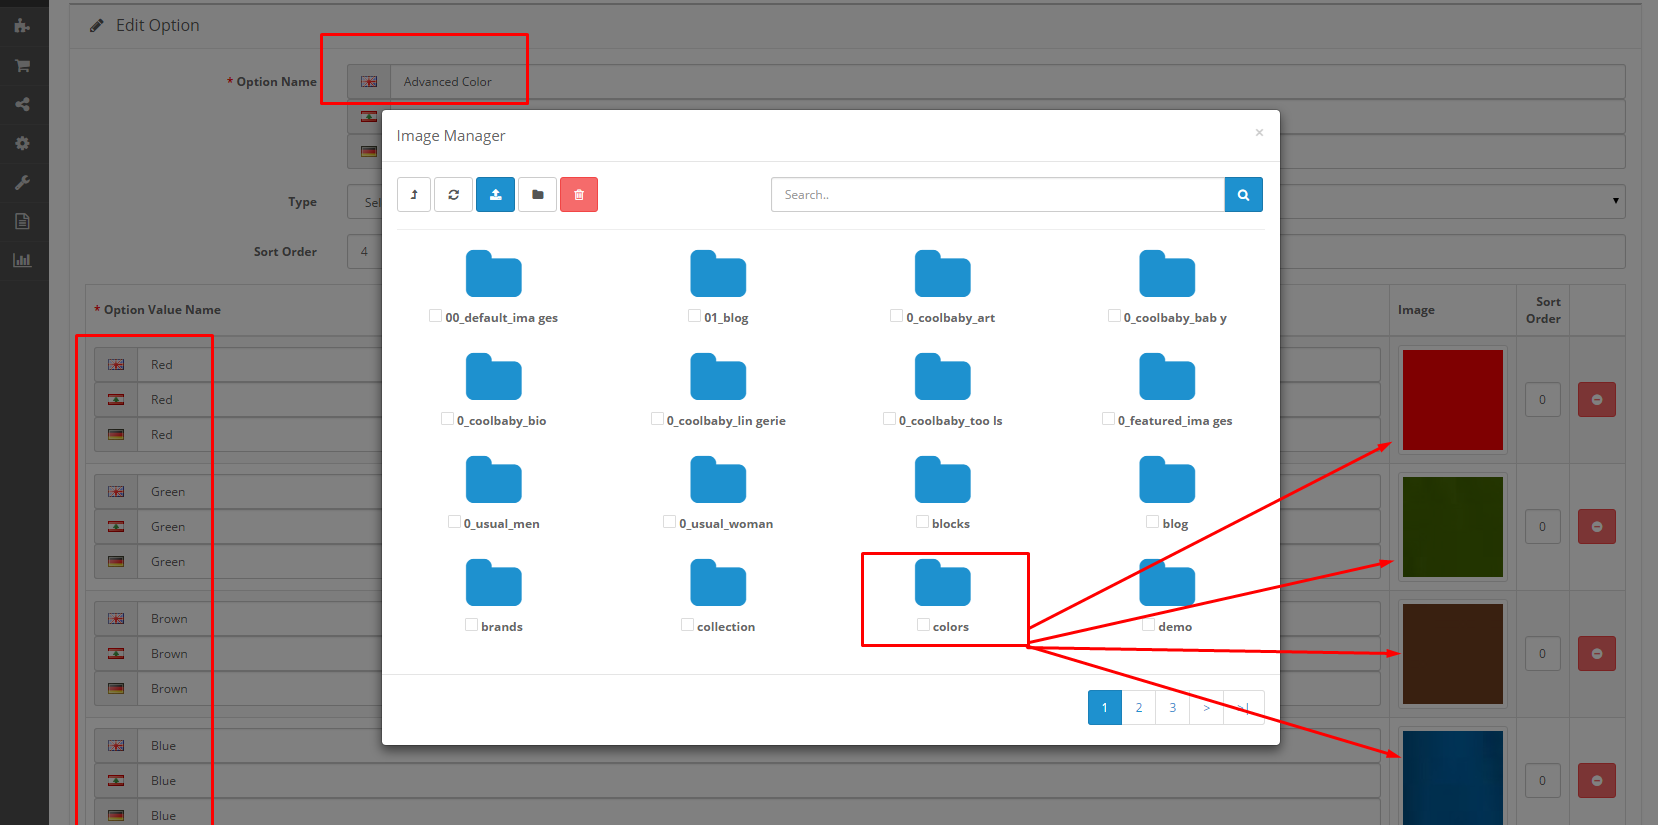 Edit Option
* Option Name
Advanced Color
Image Manager
×
Type
Sel
Search..
Sort Order
4
00_default_ima ges
01_blog
0_coolbaby_art
0_coolbaby_bab y
* Option Value Name
Image
Sort Order
0_coolbaby_bio
0_coolbaby_lin gerie
0_coolbaby_too ls
0_featured_ima ges
Red
Red
0
Red
0_usual_men
0_usual_woman
blocks
blog
Green
Green
0
Green
brands
collection
colors
demo
Brown
Brown
0
Brown
1
2
3
>
>|
Blue
Blue
0
Blue